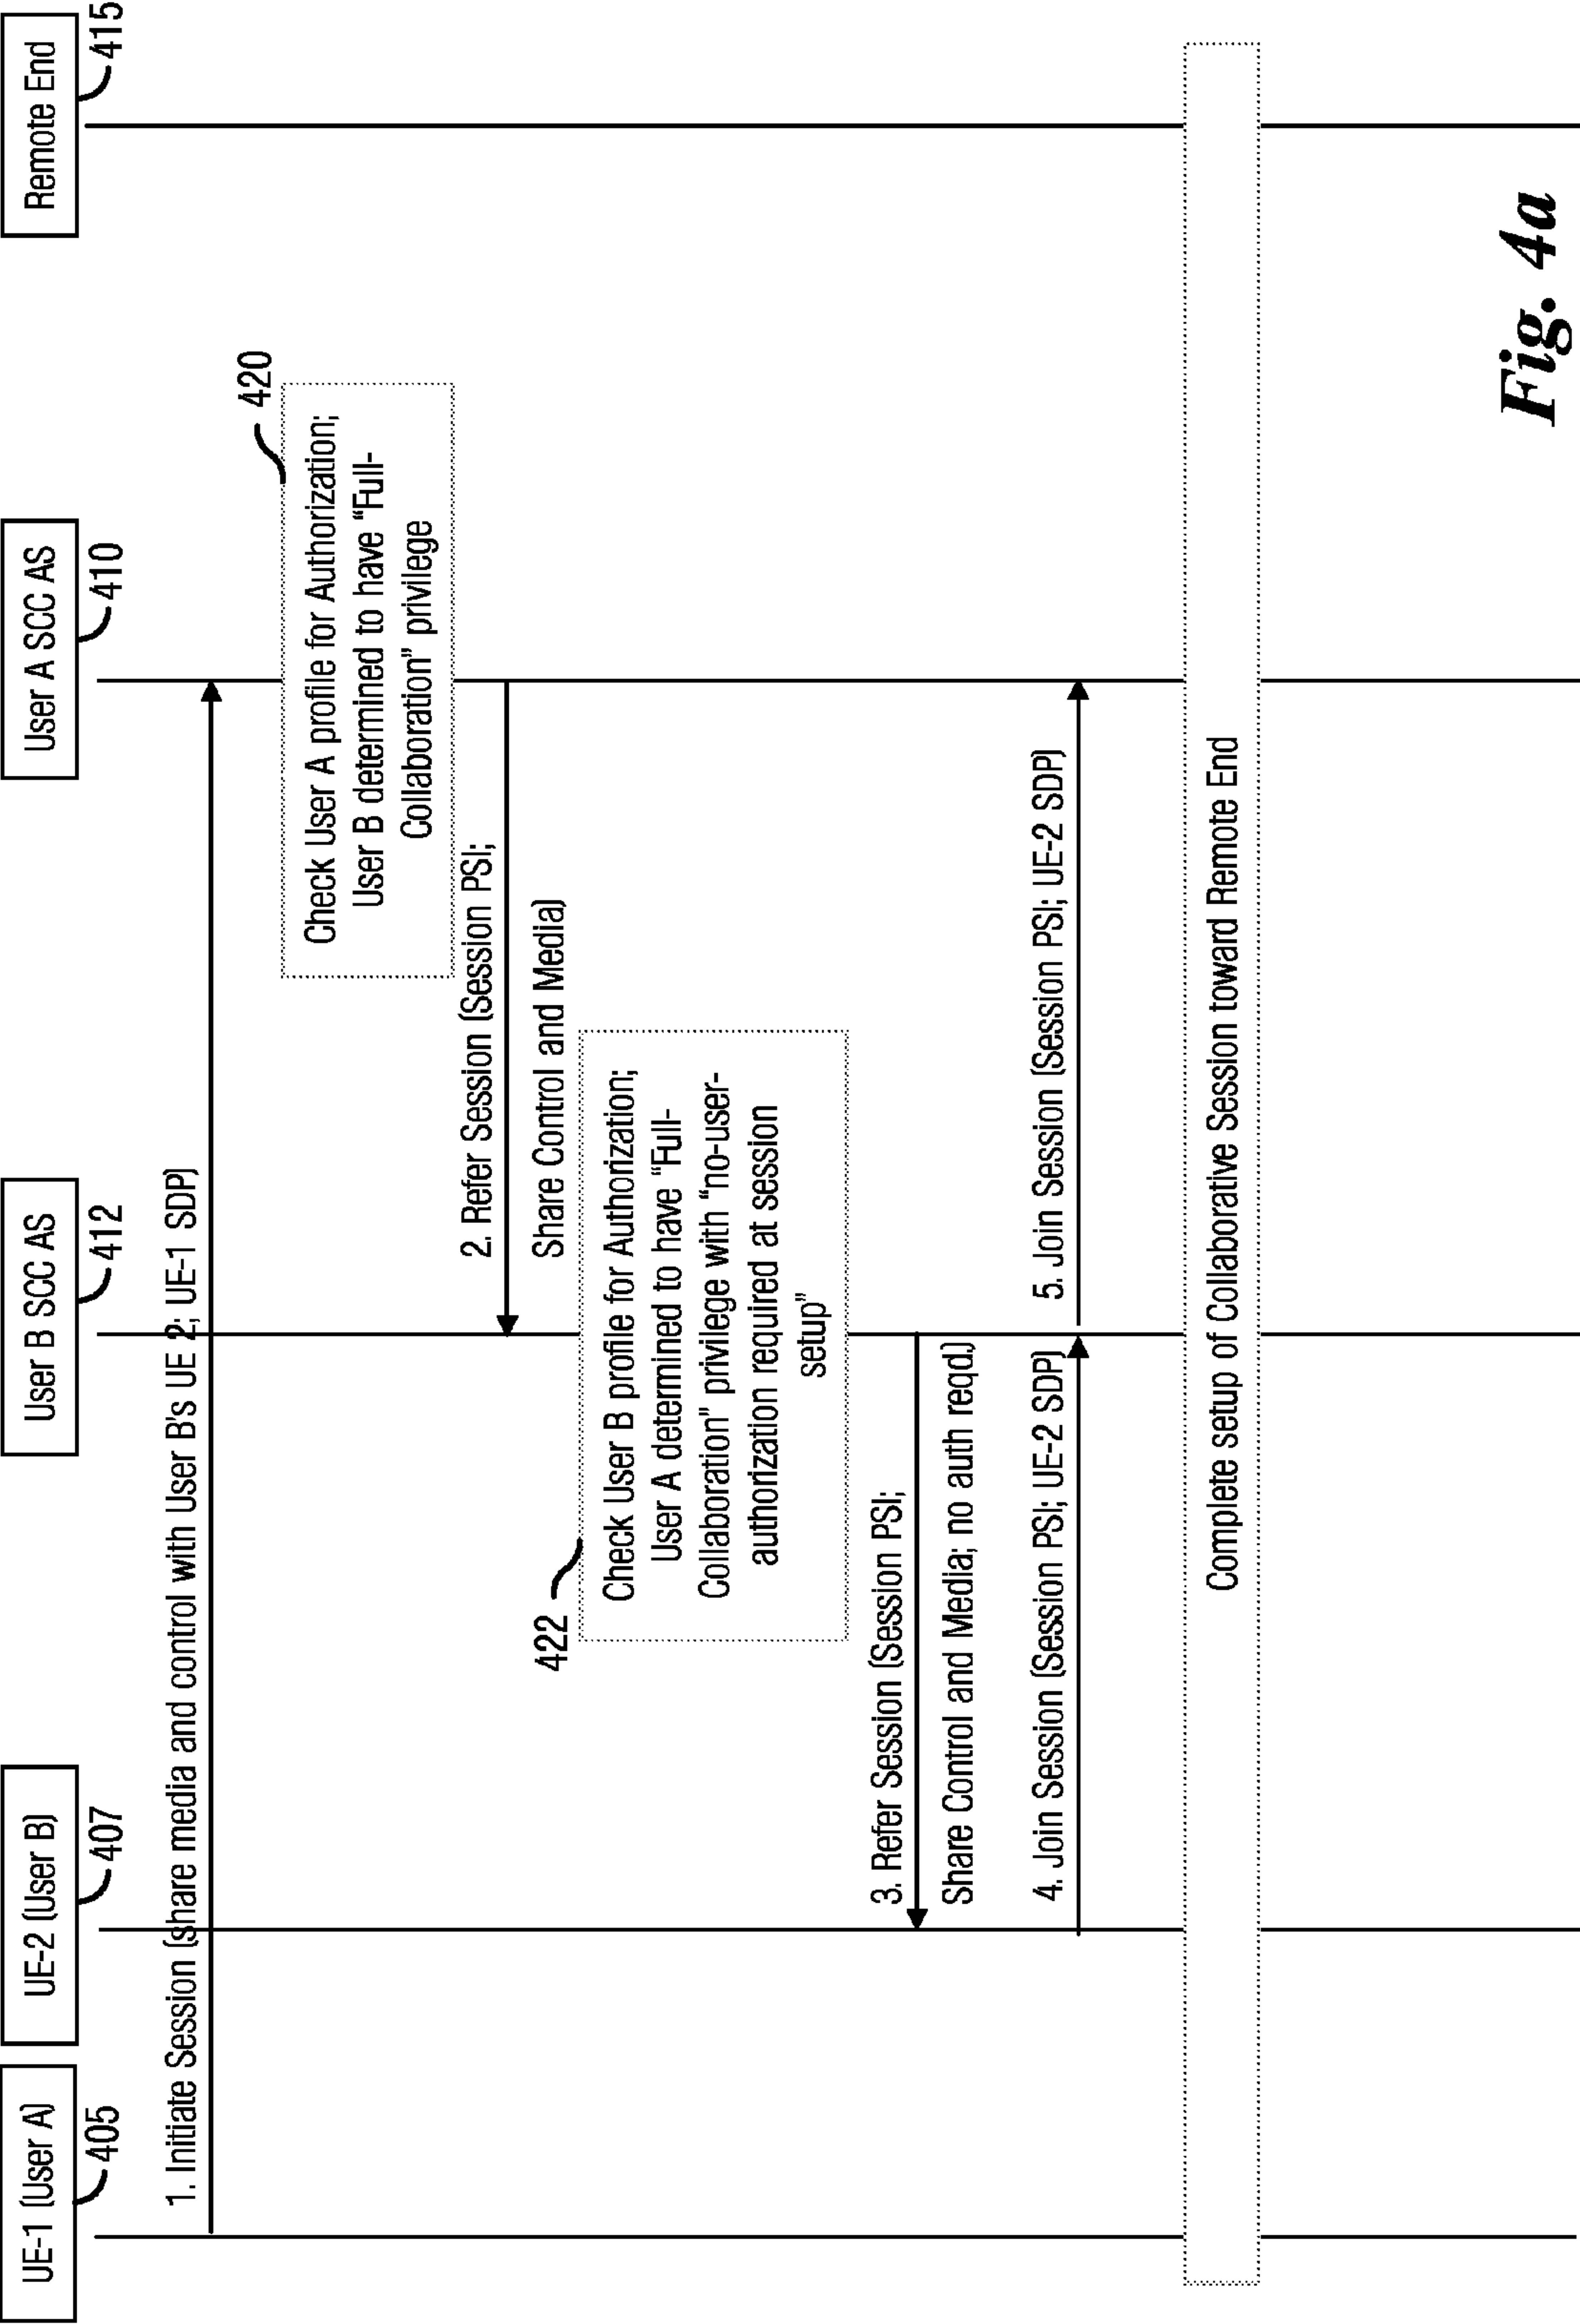 UE-1 (User A)
405
UE-2 (User B)
407
User B SCC AS
412
User A SCC AS
410
Remote End
415
1. Initiate Session (share media and control with User B's UE 2; UE-1 SDP)
420
Check User A profile for Authorization;
User B determined to have “Full-
Collaboration” privilege
2. Refer Session (Session PSI;
Share Control and Media)
422
Check User B profile for Authorization;
User A determined to have “Full-
Collaboration” privilege with “no-user-
authorization required at session
setup”
3. Refer Session (Session PSI;
Share Control and Media; no auth reqd.)
4. Join Session (Session PSI; UE-2 SDP)
5. Join Session (Session PSI; UE-2 SDP)
Complete setup of Collaborative Session toward Remote End
Fig. 4a